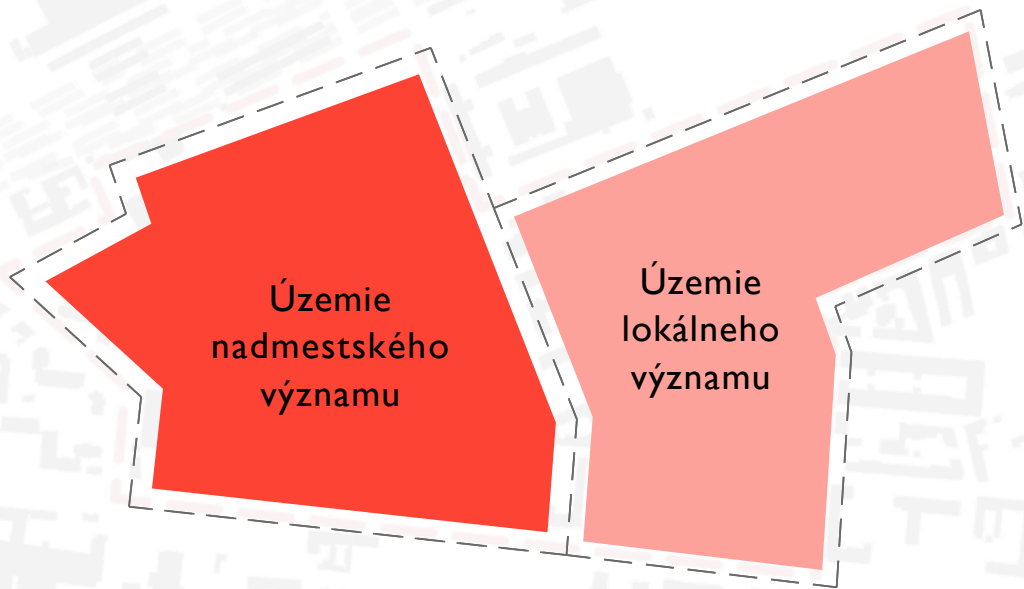 Územie
nadmestského
významu
Územie
lokálneho
významu